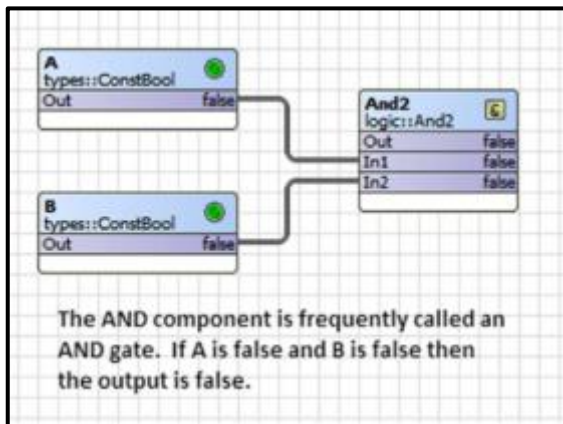 A
types::ConstBool
Out false
And2
logic::And2
Out false
In1 false
In2 false
B
types::ConstBool
Out false
The AND component is frequently called an
AND gate. If A is false and B is false then
the output is false.